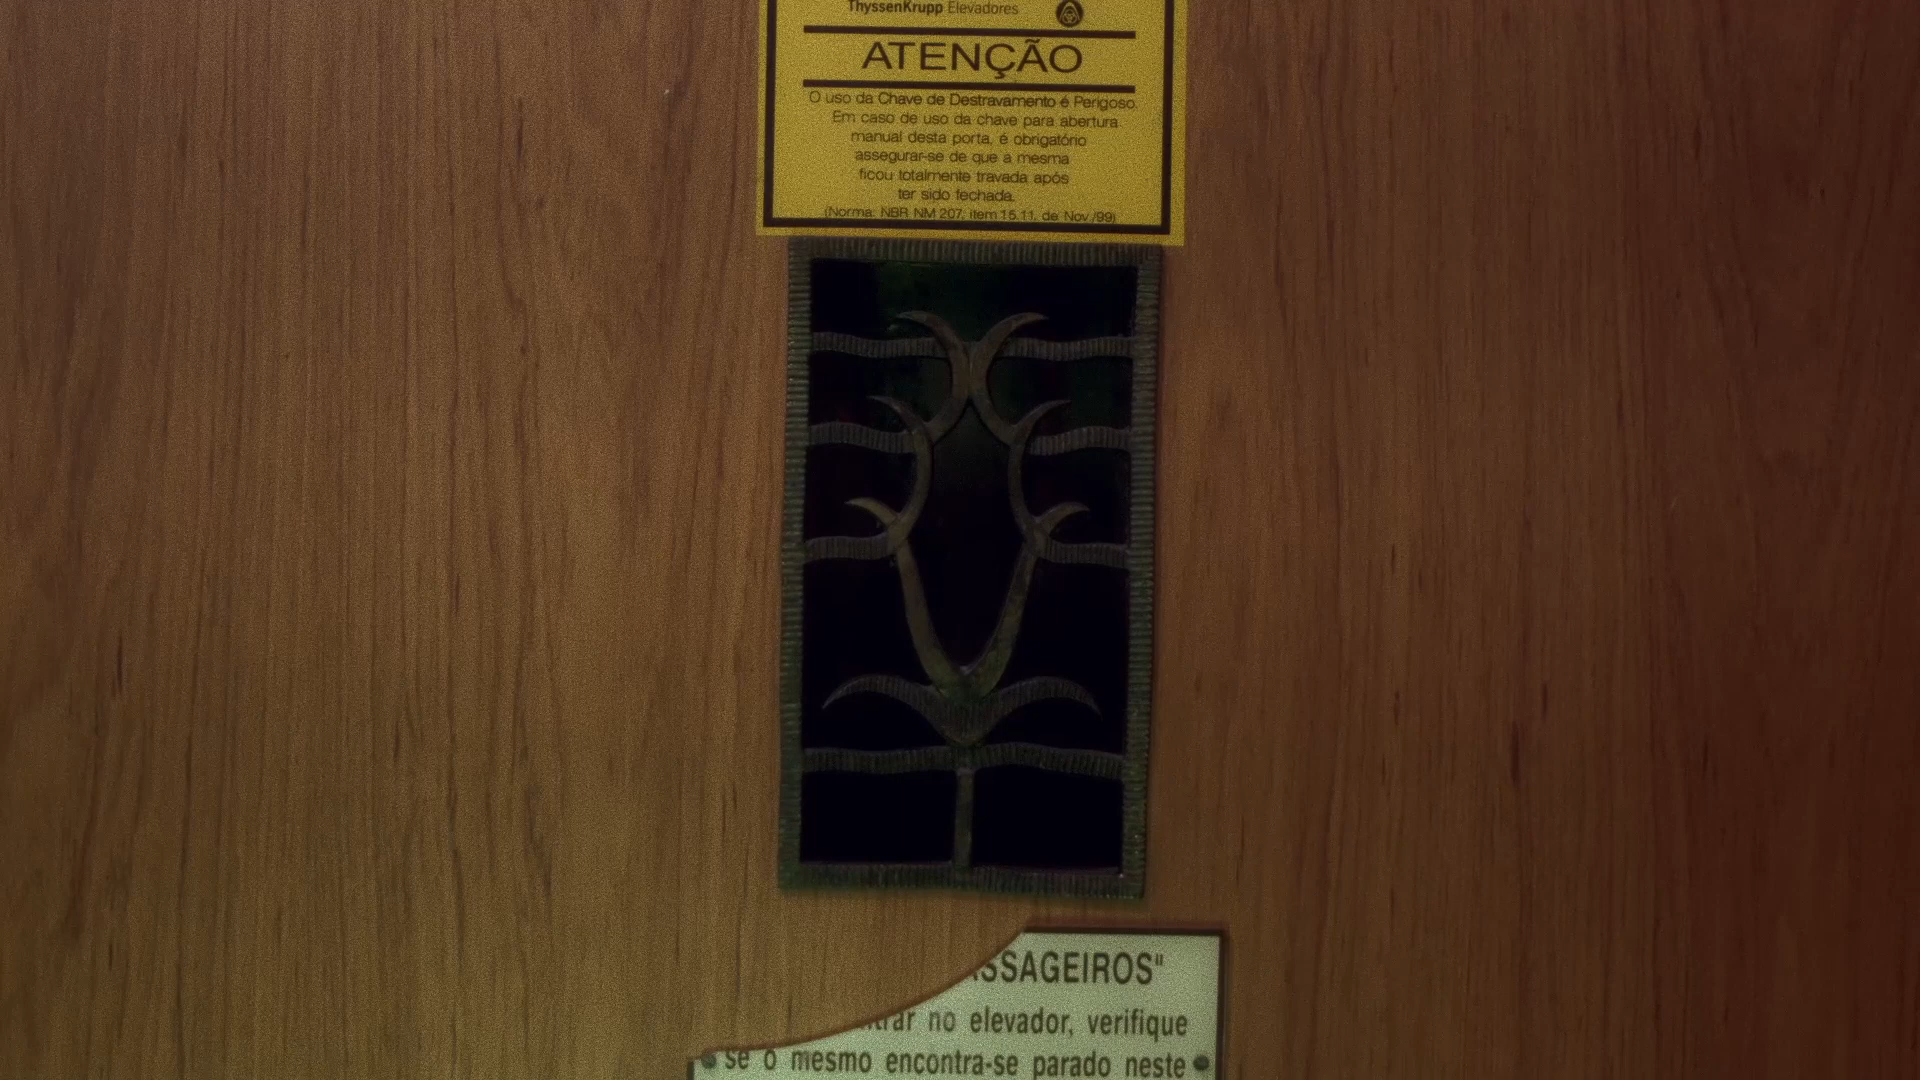 ThyssenKrupp Elevadores
ATENÇÃO
O uso da Chave de Destravamento é Perigoso.
Em caso de uso da chave para abertura
manual desta porta, é obrigatório
assegurar-se de que a mesma
ficou totalmente travada após
ter sido fechada.
(Norma: NBR NM 207, item 15.11, de Nov./99)
SSAGEIROS"
trar no elevador, verifique
se o mesmo encontra-se parado neste